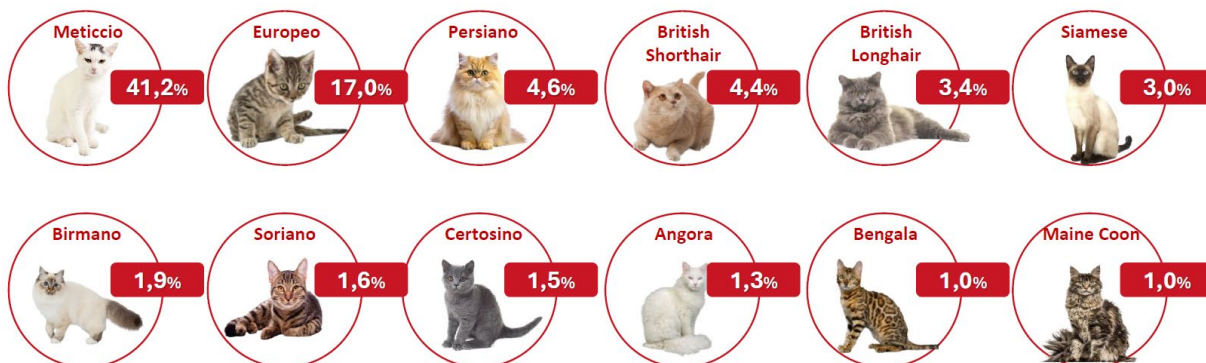 Meticcio
41,2%
Europeo
17,0%
Persiano
4,6%
British
Shorthair
4,4%
British
Longhair
3,4%
Siamese
3,0%
Birmano
1,9%
Soriano
1,6%
Certosino
1,5%
Angora
1,3%
Bengala
1,0%
Maine Coon
1,0%